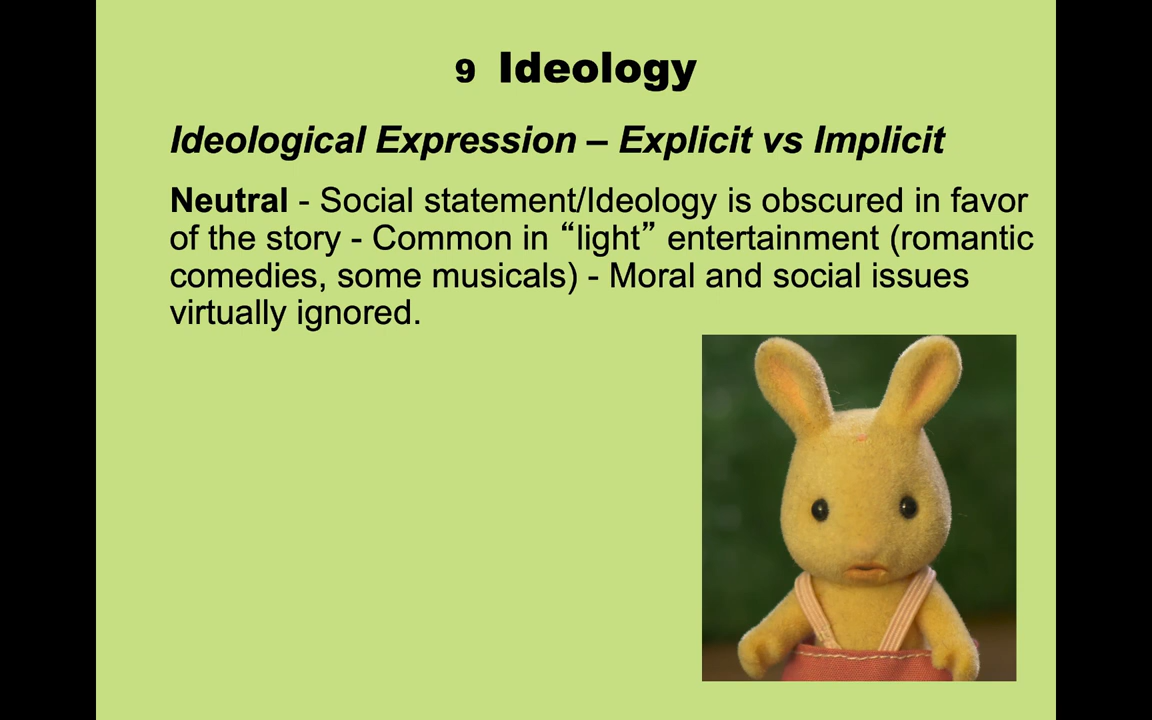 9 Ideology
Ideological Expression – Explicit vs Implicit
Neutral - Social statement/Ideology is obscured in favor
of the story - Common in “light” entertainment (romantic
comedies, some musicals) - Moral and social issues
virtually ignored.